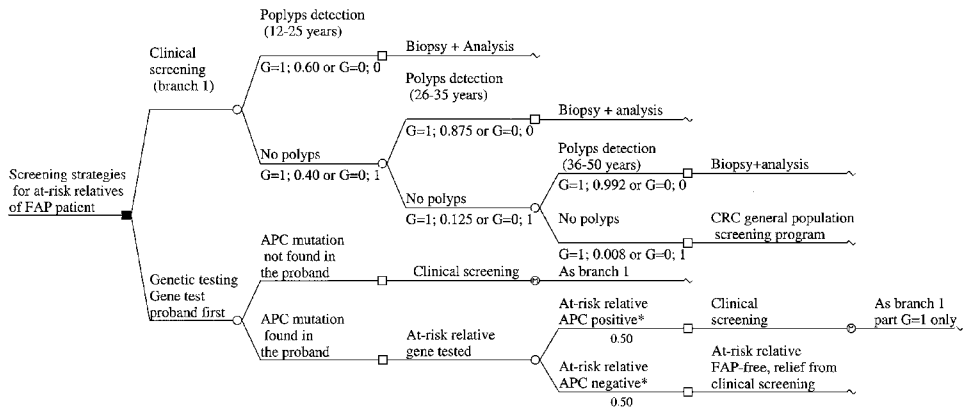 Poplyps detection
(12-25 years)
Clinical
screening
(branch 1)
Biopsy + Analysis
G=1; 0.60 or G=0; 0
Polyps detection
(26-35 years)
Biopsy + analysis
G=1; 0.875 or G=0; 0
No polyps
G=1; 0.40 or G=0; 1
Polyps detection
(36-50 years)
Biopsy+analysis
G=1; 0.992 or G=0; 0
Screening strategies
for at-risk relatives
of FAP patient
No polyps
G=1; 0.125 or G=0; 1
No polyps
G=1; 0.008 or G=0; 1
CRC general population
screening program
APC mutation
not found in
the proband
Clinical screening
As branch 1
Genetic testing
Gene test
proband first
At-risk relative
APC positive*
0.50
Clinical
screening
As branch 1
part G=1 only
APC mutation
found in
the proband
At-risk relative
gene tested
At-risk relative
APC negative*
0.50
At-risk relative
FAP-free, relief from
clinical screening